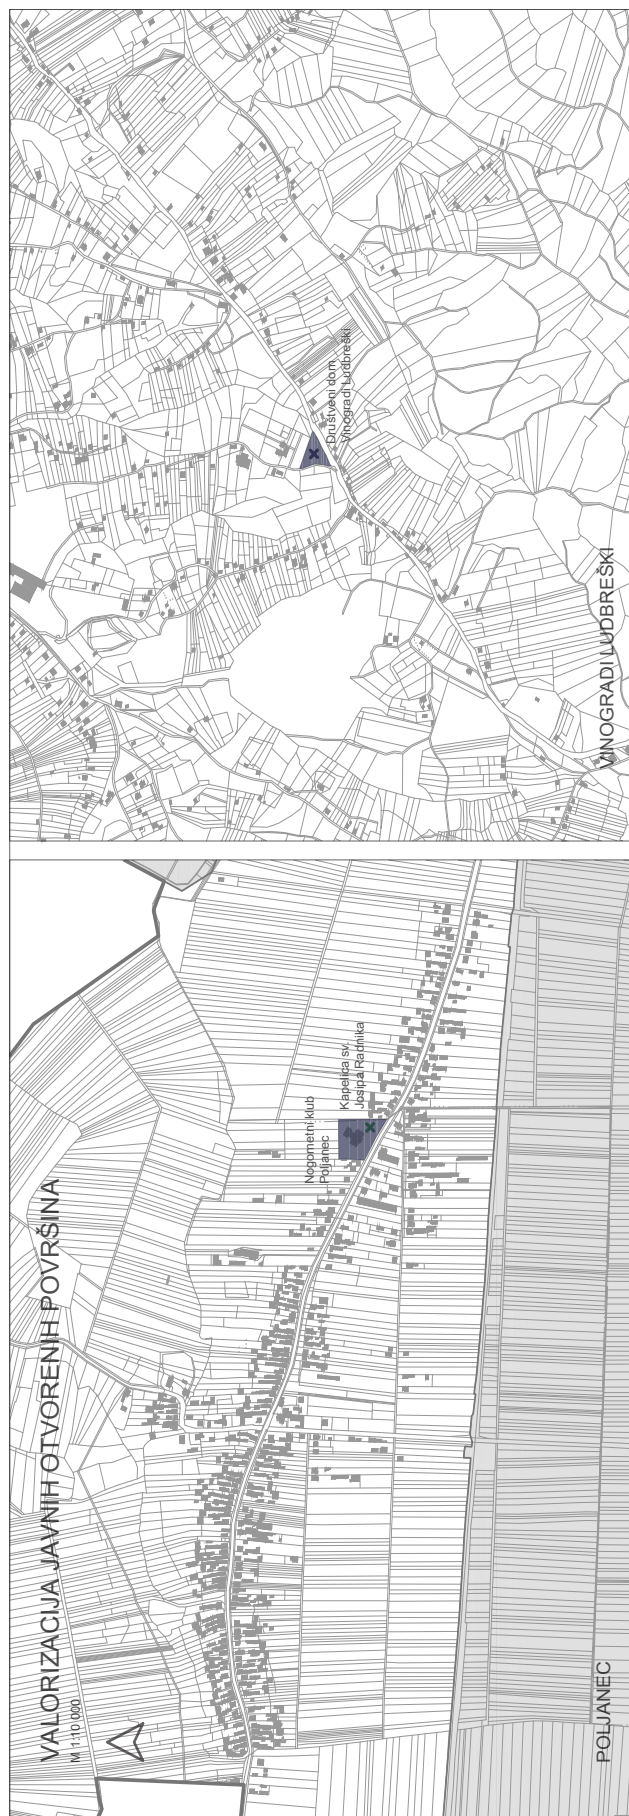 VALORIZACIJA JAVNIH OTVORENIH POVRŠINA
M 1:10 000
Nogometni klub
Poljanec
Kapelica sv.
Josipa Radnika
POLJANEC
Društveni dom
Vinogradi Ludbreški
VINOGRADI LUDBREŠKI